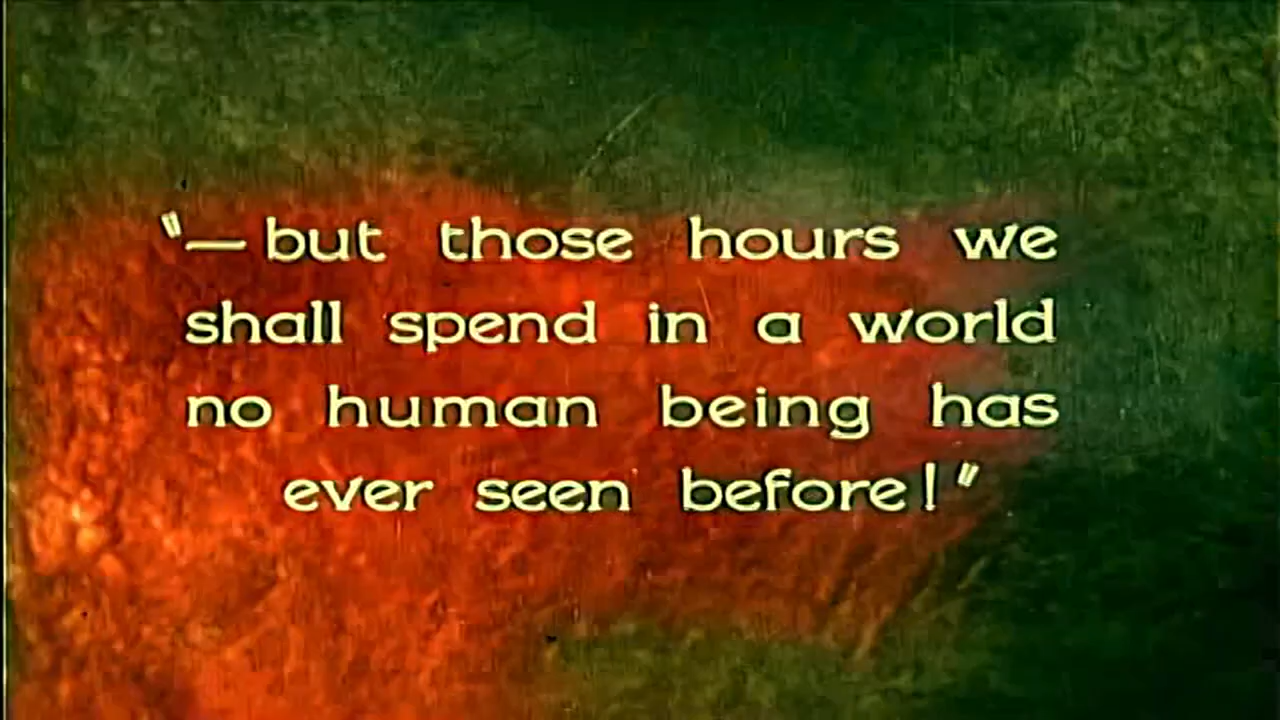 "— but those hours we
shall spend in a world
no human being has
ever seen before!"